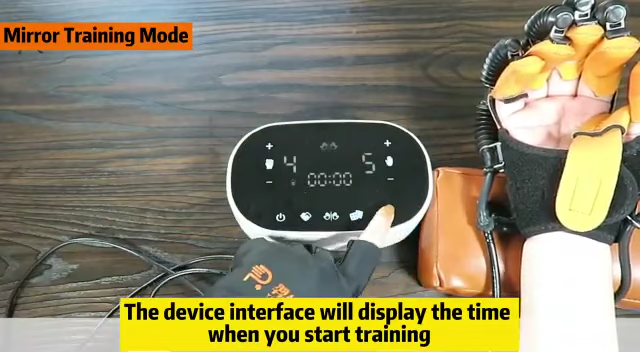 Mirror Training Mode
+ +
4 5
- 00:00 -
The device interface will display the time
when you start training